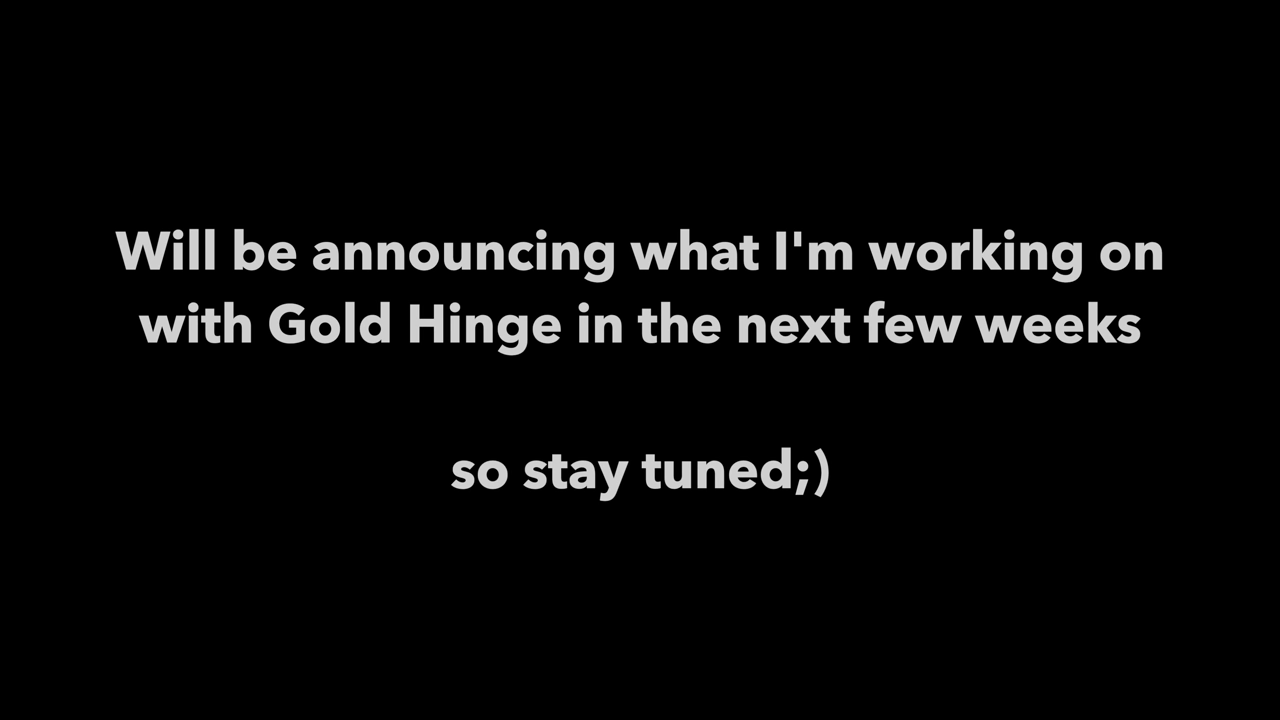 Will be announcing what I'm working on
with Gold Hinge in the next few weeks
so stay tuned;)